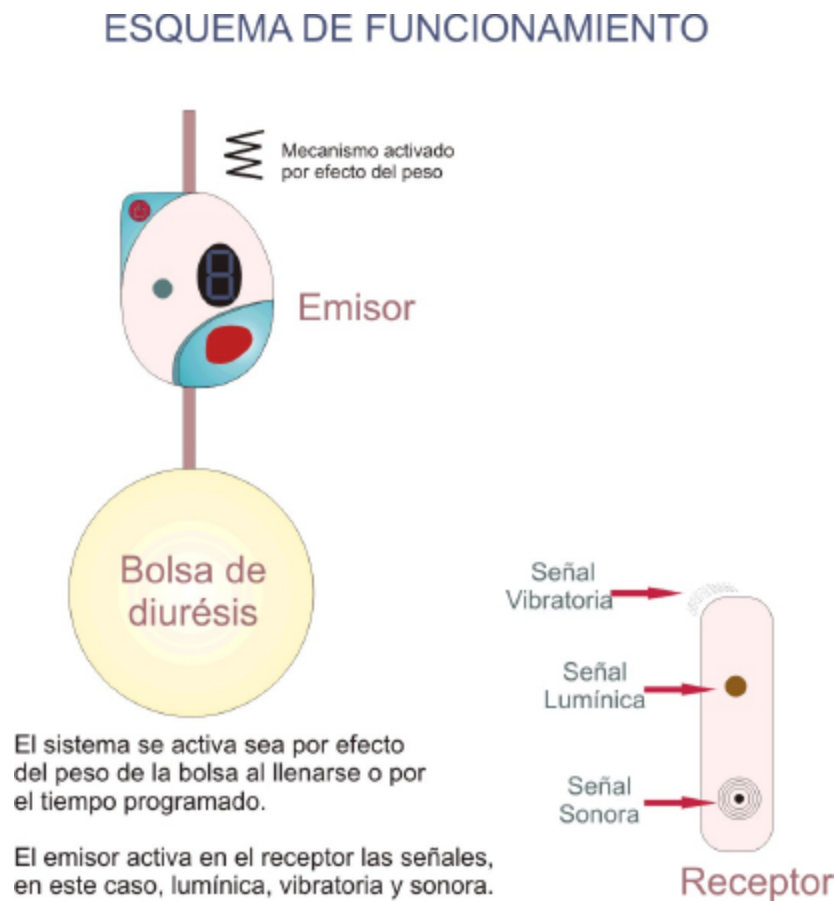 ESQUEMA DE FUNCIONAMIENTO
Mecanismo activado
por efecto del peso
8
Emisor
Bolsa de
diurésis
Señal
Vibratoria
Señal
Lumínica
Señal
Sonora
El sistema se activa sea por efecto
del peso de la bolsa al llenarse o por
el tiempo programado.
El emisor activa en el receptor las señales,
en este caso, lumínica, vibratoria y sonora.
Receptor